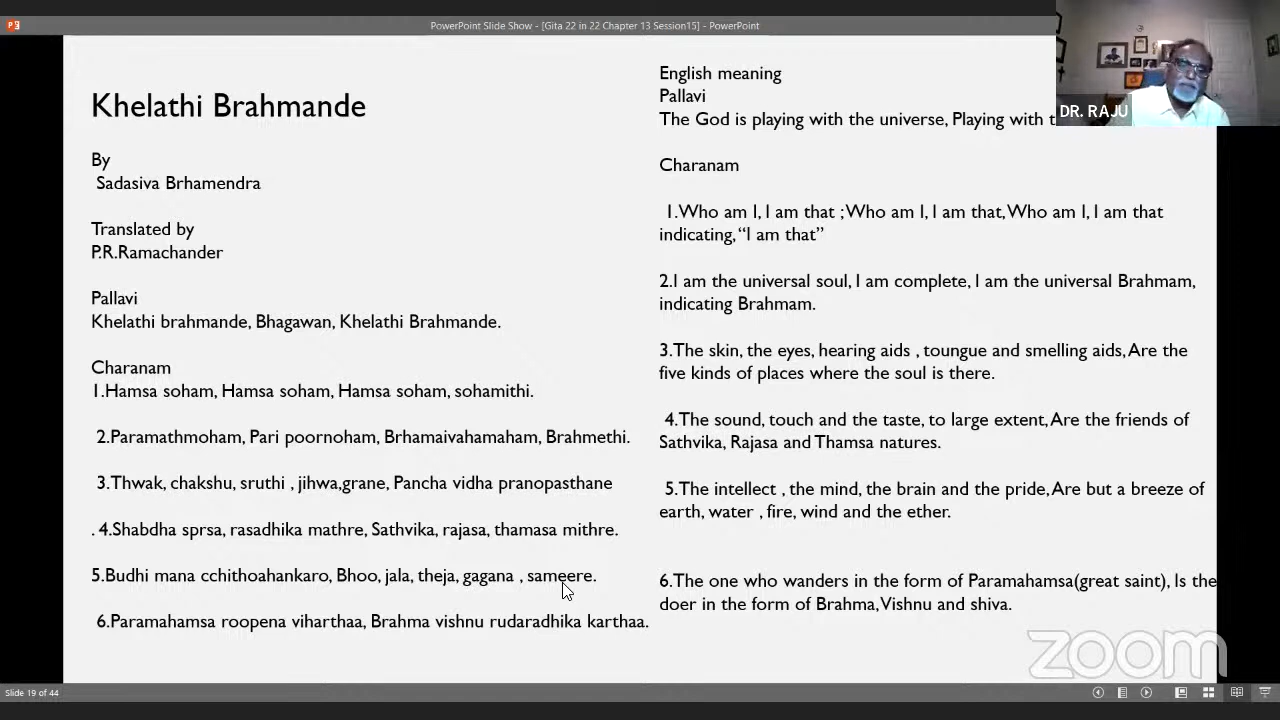 PowerPoint Slide Show - [Gita 22 in 22 Chapter 13 Session15] - PowerPoint
Khelathi Brahmande
By
Sadasiva Brhamendra
Translated by
P.R.Ramachander
Pallavi
Khelathi brahmande, Bhagawan, Khelathi Brahmande.
Charanam
1.Hamsa soham, Hamsa soham, Hamsa soham, sohamithi.
2.Paramathmoham, Pari poornoham, Brhamaivahamaham, Brahmethi.
3.Thwak, chakshu, sruthi , jihwa,grane, Pancha vidha pranopasthane
. 4.Shabdha sprsa, rasadhika mathre, Sathvika, rajasa, thamasa mithre.
5.Budhi mana cchithoahankaro, Bhoo, jala, theja, gagana , sameere.
6.Paramahamsa roopena viharthaa, Brahma vishnu rudaradhika karthaa.
English meaning
Pallavi
The God is playing with the universe, Playing with
Charanam
1.Who am I, I am that ; Who am I, I am that, Who am I, I am that
indicating, “I am that”
2.I am the universal soul, I am complete, I am the universal Brahmam,
indicating Brahmam.
3.The skin, the eyes, hearing aids , toungue and smelling aids, Are the
five kinds of places where the soul is there.
4.The sound, touch and the taste, to large extent, Are the friends of
Sathvika, Rajasa and Thamsa natures.
5.The intellect , the mind, the brain and the pride, Are but a breeze of
earth, water , fire, wind and the ether.
6.The one who wanders in the form of Paramahamsa(great saint), Is the
doer in the form of Brahma, Vishnu and shiva.
DR. RAJU
zoom
Slide 19 of 44